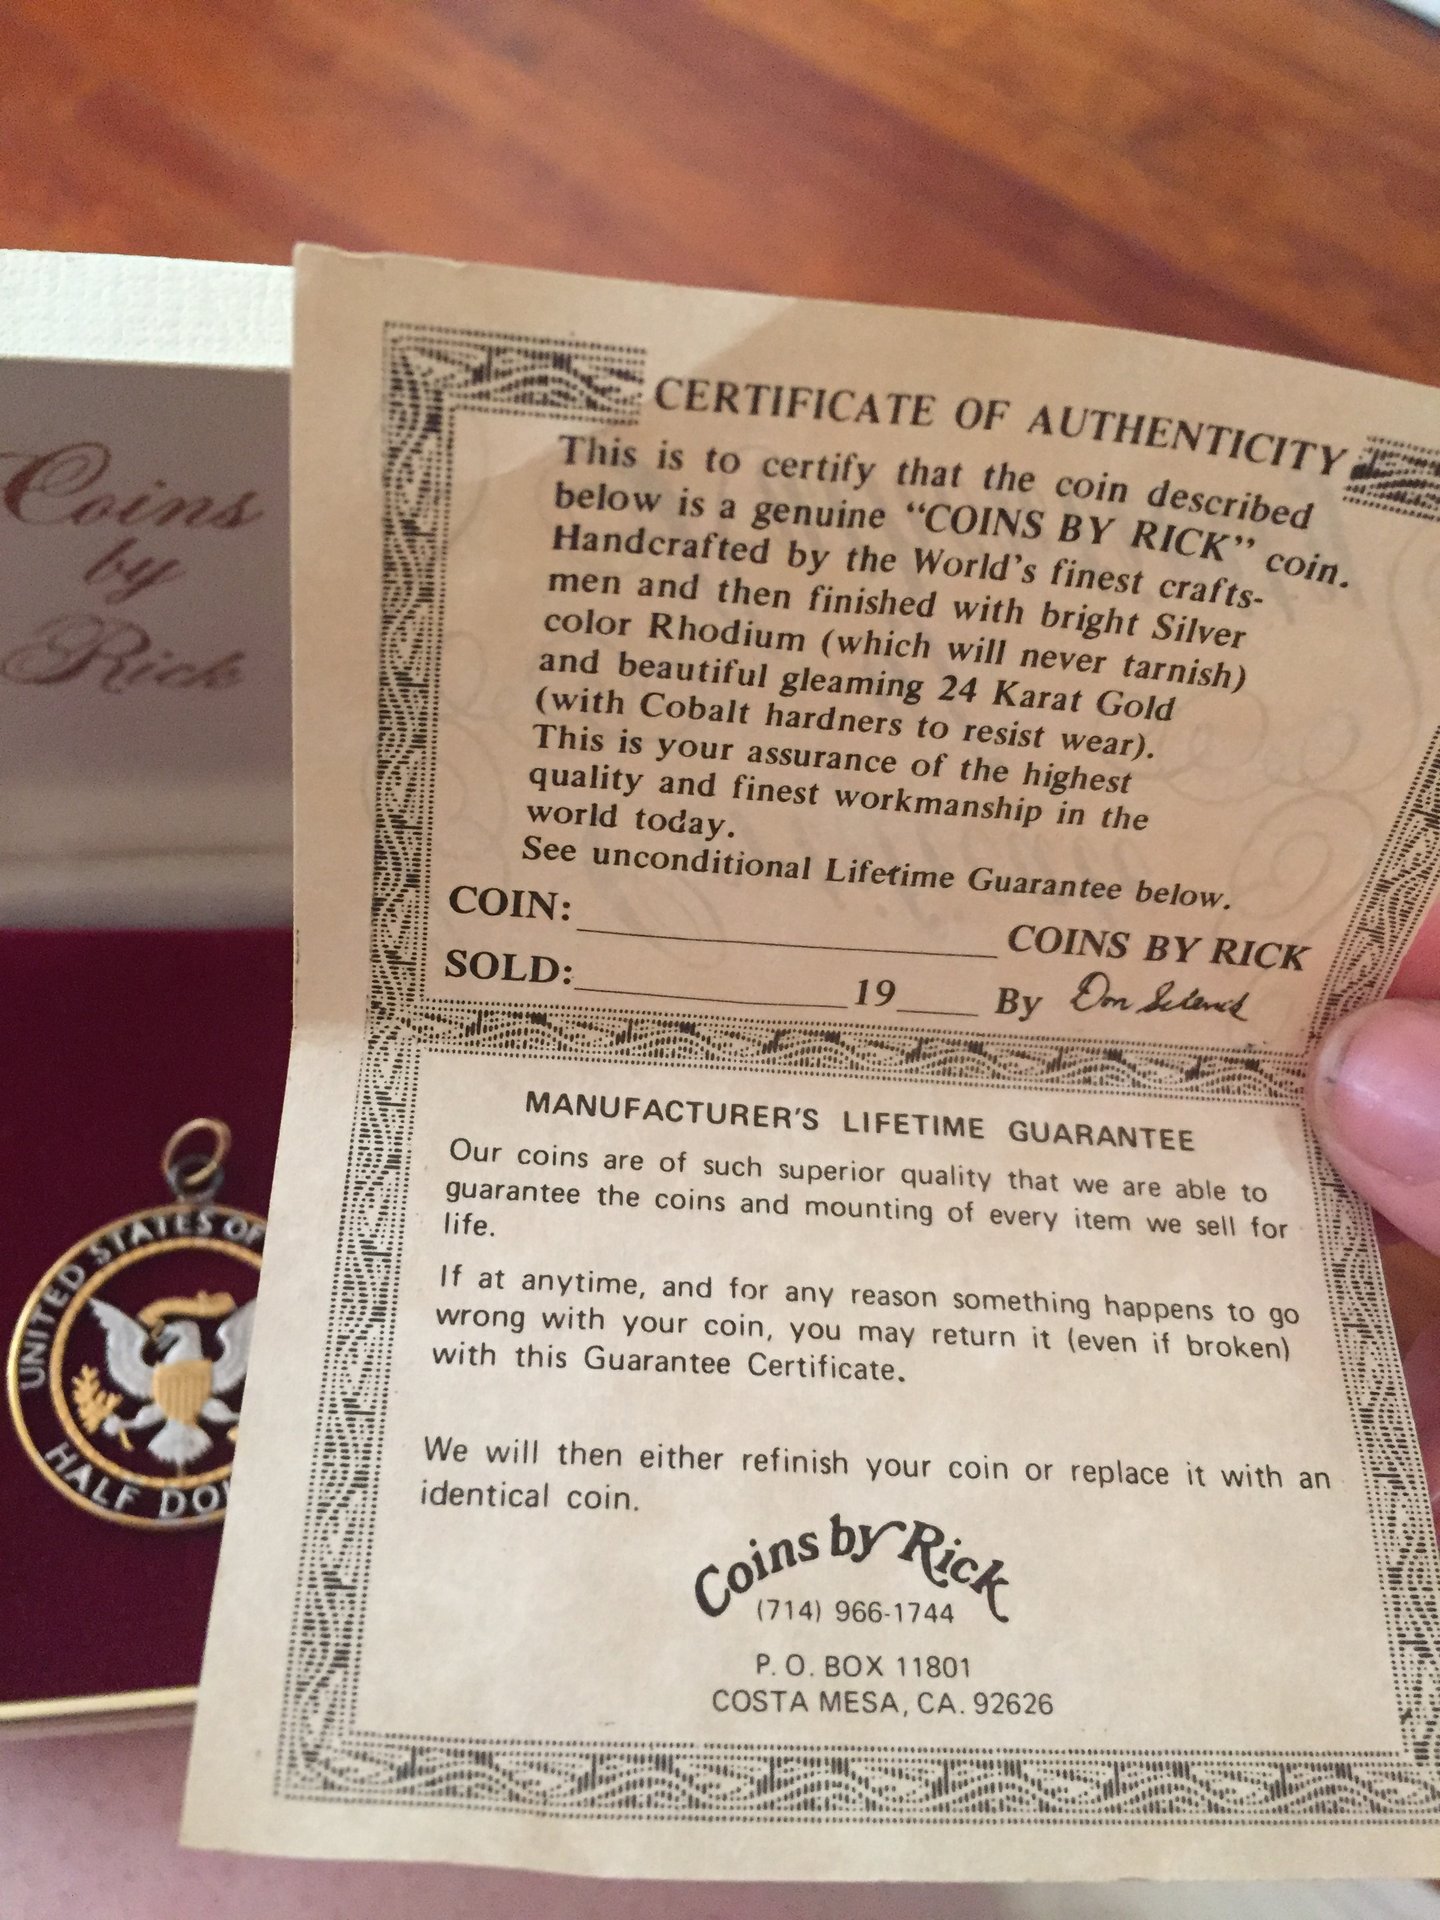 Coins
by
Rick
CERTIFICATE OF AUTHENTICITY
This is to certify that the coin described
below is a genuine "COINS BY RICK" coin.
Handcrafted by the World's finest crafts-
men and then finished with bright Silver
color Rhodium (which will never tarnish)
and beautiful gleaming 24 Karat Gold
(with Cobalt hardners to resist wear).
This is your assurance of the highest
quality and finest workmanship in the
world today.
See unconditional Lifetime Guarantee below.
COIN: COINS BY RICK
SOLD: 19 By Don
MANUFACTURER'S LIFETIME GUARANTEE
Our coins are of such superior quality that we are able to
guarantee the coins and mounting of every item we sell for
life.
If at anytime, and for any reason something happens to go
wrong with your coin, you may return it (even if broken)
with this Guarantee Certificate.
We will then either refinish your coin or replace it with an
identical coin.
Coins by Rick
(714) 966-1744
P. O. BOX 11801
COSTA MESA, CA. 92626
UNITED STATES OF
HALF DO